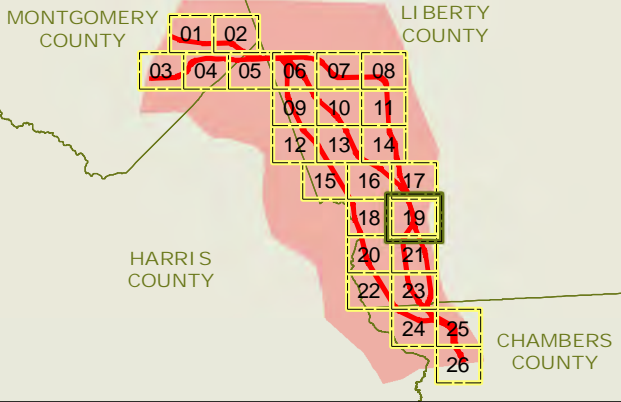 MONTGOMERY
COUNTY
LIBERTY
COUNTY
01 02
03 04 05 06 07 08
09 10 11
12 13 14
15 16 17
18 19
20 21
22 23
24 25
26
HARRIS
COUNTY
CHAMBERS
COUNTY